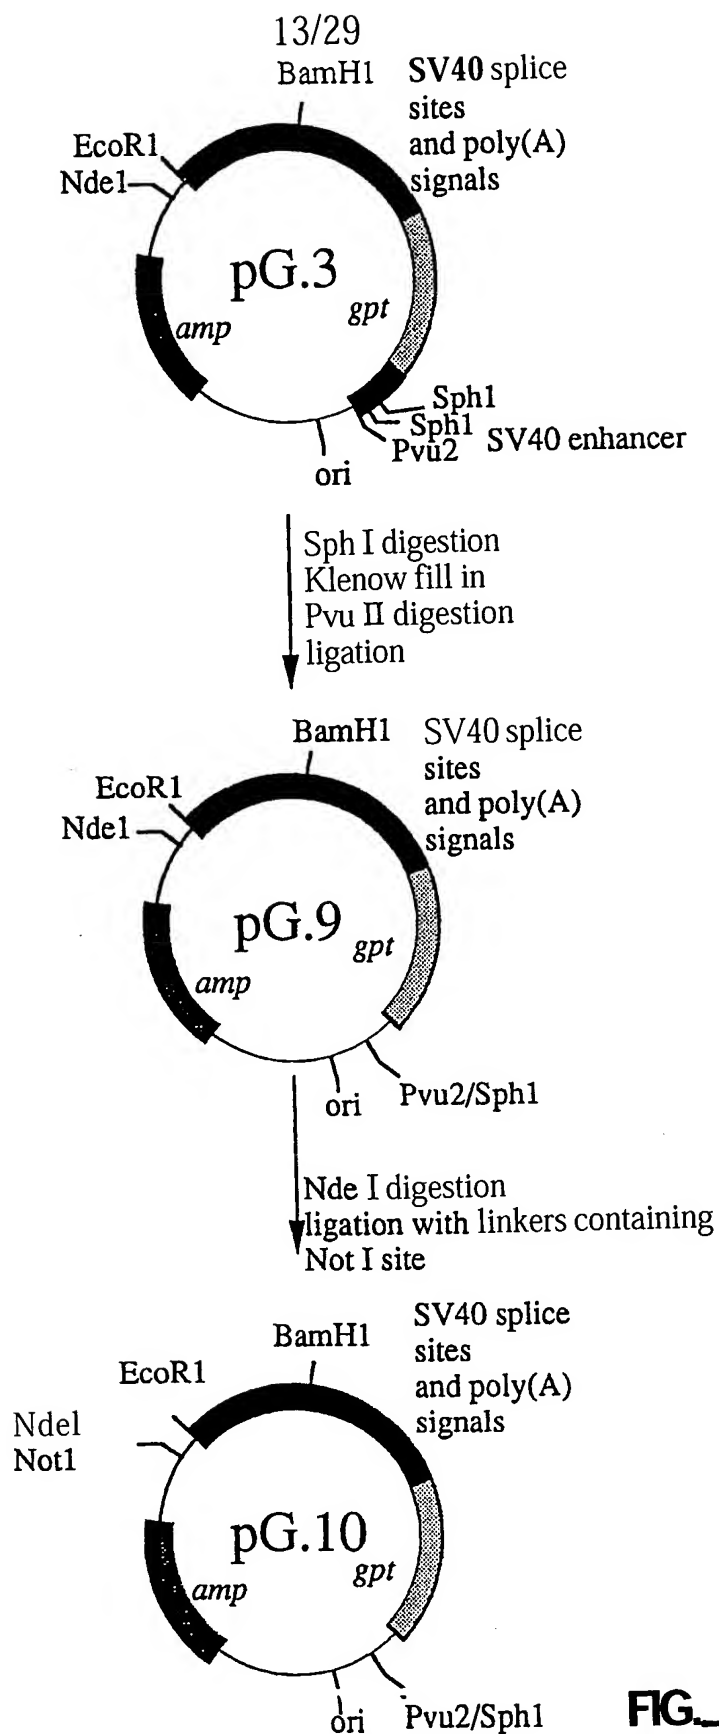 13/29
BamH1
SV40 splice
sites
and poly(A)
signals
EcoR1
Nde1
pG.3
gpt
amp
Sph1
Sph1
Pvu2
SV40 enhancer
ori
Sph I digestion
Klenow fill in
Pvu II digestion
ligation
BamH1
SV40 splice
sites
and poly(A)
signals
EcoR1
Nde1
pG.9
gpt
amp
ori
Pvu2/Sph1
Nde I digestion
ligation with linkers containing
Not I site
BamH1
SV40 splice
sites
and poly(A)
signals
EcoR1
Nde1
Not1
pG.10
gpt
amp
ori
Pvu2/Sph1
FIG._